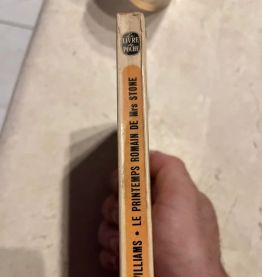 LE LIVRE
DE POCHE
WILLIAMS • LE PRINTEMPS ROMAIN DE Mrs STONE